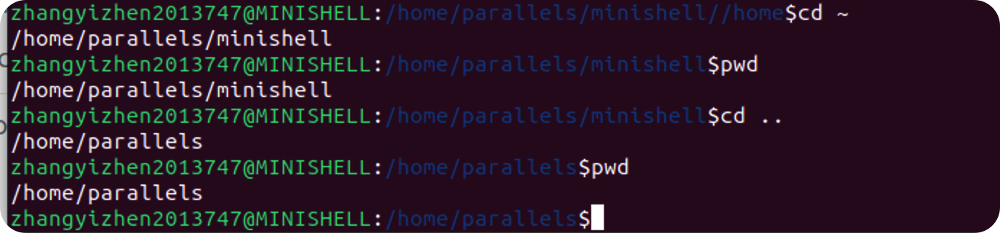 zhangyizhen2013747@MINISHELL:/home/parallels/minishell//home$cd ~
/home/parallels/minishell
zhangyizhen2013747@MINISHELL:/home/parallels/minishell$pwd
/home/parallels/minishell
zhangyizhen2013747@MINISHELL:/home/parallels/minishell$cd ..
/home/parallels
zhangyizhen2013747@MINISHELL:/home/parallels$pwd
/home/parallels
zhangyizhen2013747@MINISHELL:/home/parallels$